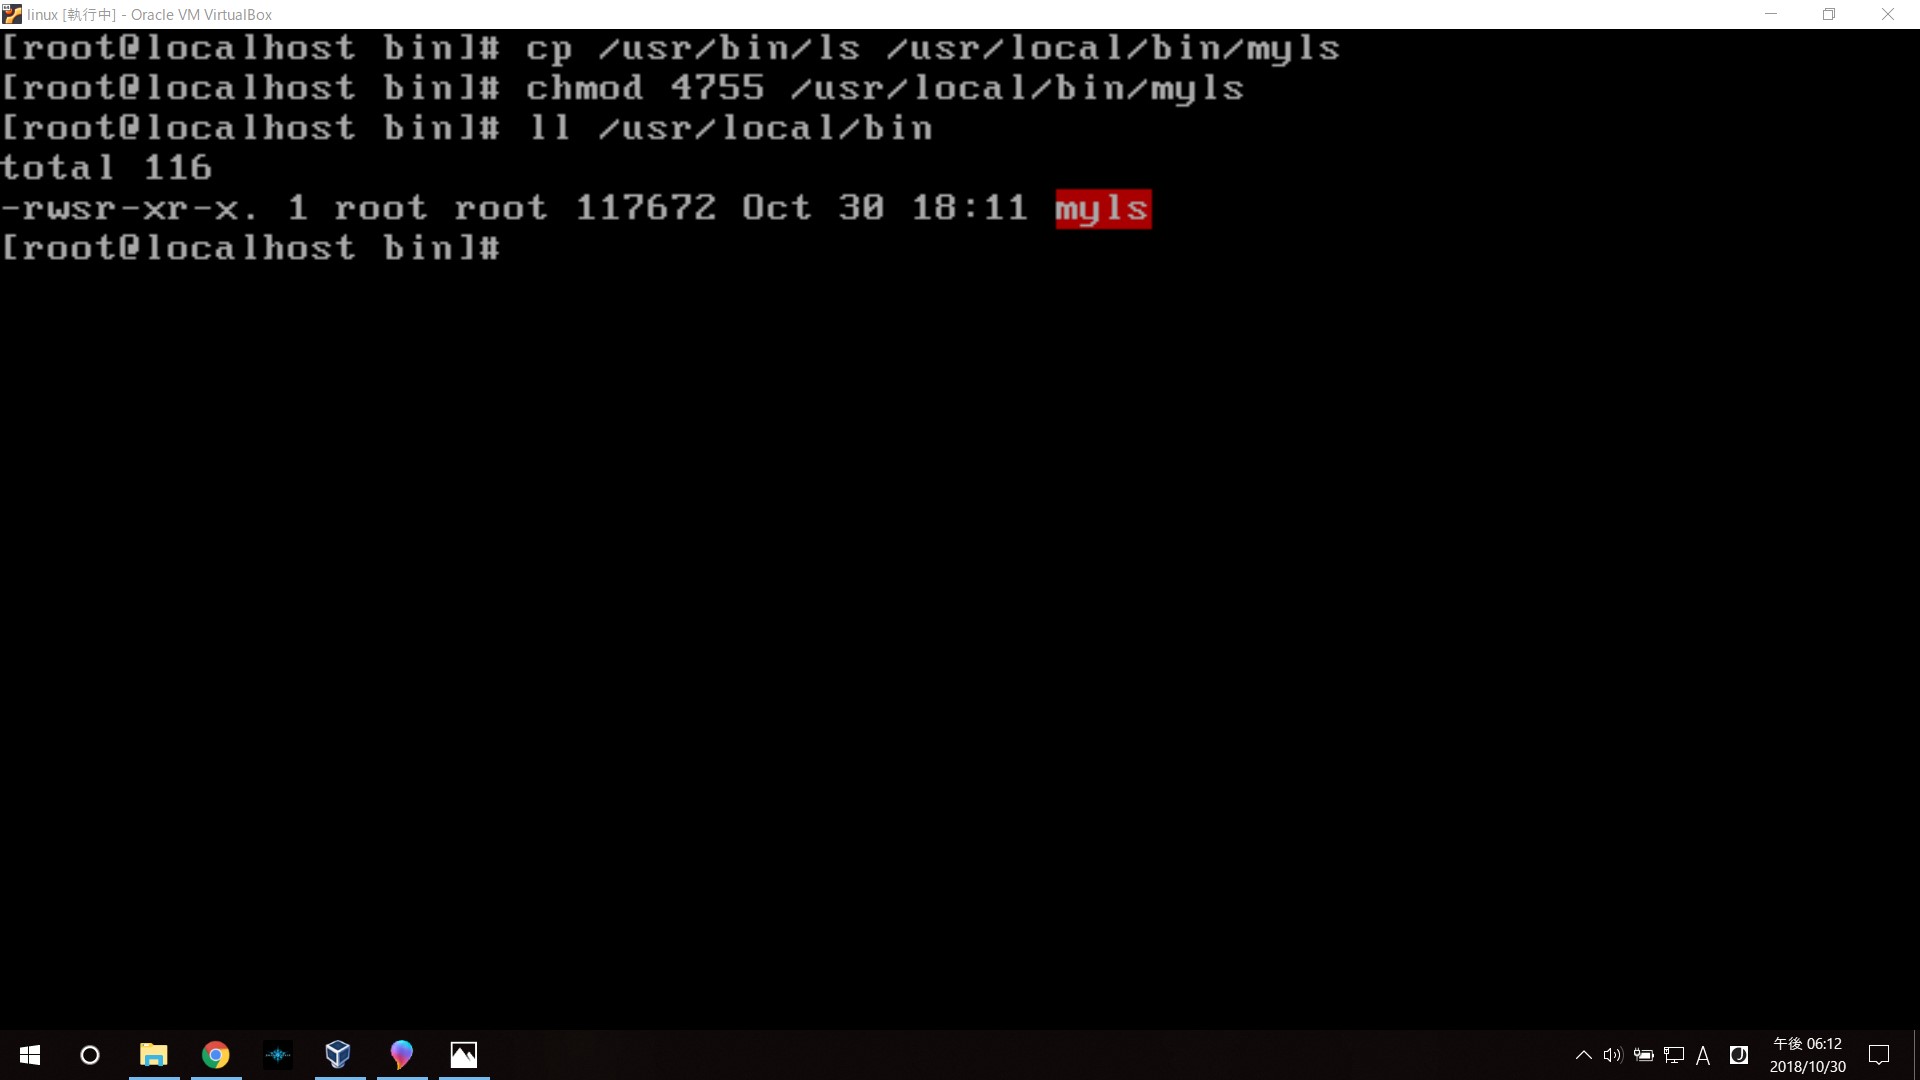 linux [執行中] - Oracle VM VirtualBox
[root@localhost bin]# cp /usr/bin/ls /usr/local/bin/myls
[root@localhost bin]# chmod 4755 /usr/local/bin/myls
[root@localhost bin]# ll /usr/local/bin
total 116
-rwsr-xr-x. 1 root root 117672 Oct 30 18:11 myls
[root@localhost bin]#
A
午後 06:12
2018/10/30